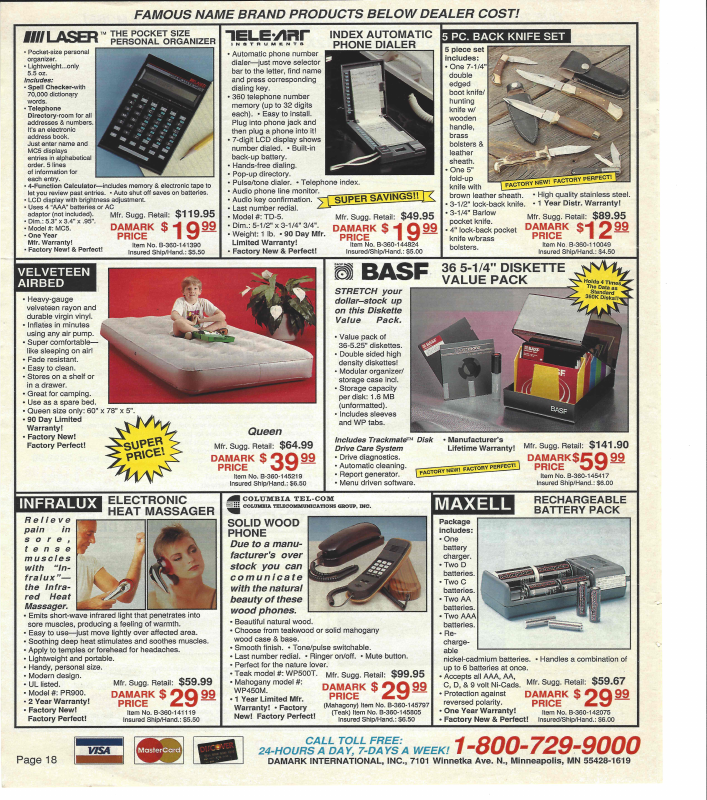 FAMOUS NAME BRAND PRODUCTS BELOW DEALER COST!
LASER™ THE POCKET SIZE
PERSONAL ORGANIZER
• Pocket-size personal
organizer.
• Lightweight...only
5.5 oz.
Includes:
• Spell Checker-with
70,000 dictionary
words.
• Telephone
Directory-room for all
addresses & numbers.
It's an electronic
address book.
Just enter name and
MC5 displays
entries in alphabetical
order. 5 lines
of information for
each entry.
• 4-Function Calculator—includes memory & electronic tape to
let you review past entries. • Auto shut off saves on batteries.
• LCD display with brightness adjustment.
• Uses 4 "AAA" batteries or AC
adaptor (not included).
• Dim.: 5.3" x 3.4" x .95".
• Model #: MC5.
• One Year
Mfr. Warranty!
• Factory New! & Perfect!
Mfr. Sugg. Retail: $119.95
DAMARK PRICE $19.99
Item No. B-360-141390
Insured Ship/Hand.: $5.50
TELE-ART
INSTRUMENTS
INDEX AUTOMATIC
PHONE DIALER
• Automatic phone number
dialer—just move selector
bar to the letter, find name
and press corresponding
dialing key.
• 360 telephone number
memory (up to 32 digits
each). • Easy to install.
Plug into phone jack and
then plug a phone into it!
• 7-digit LCD display shows
number dialed. • Built-in
back-up battery.
• Hands-free dialing.
• Pop-up directory.
• Pulse/tone dialer. • Telephone index.
• Audio phone line monitor.
• Audio key confirmation.
• Last number redial.
• Model #: TD-5.
• Dim.: 5-1/2" x 3-1/4" 3/4".
• Weight: 1 lb. • 90 Day Mfr.
Limited Warranty!
• Factory New & Perfect!
SUPER SAVINGS!!
Mfr. Sugg. Retail: $49.95
DAMARK PRICE $19.99
Item No. B-360-144824
Insured Ship/Hand.: $5.00
5 PC. BACK KNIFE SET
5 piece set
includes:
• One 7-1/4"
double
edged
boot knife/
hunting
knife w/
wooden
handle,
brass
bolsters &
leather
sheath.
• One 5"
fold-up
knife with
brown leather sheath.
• 3-1/2" lock-back knife.
• 3-1/4" Barlow
pocket knife.
• 4" lock-back pocket
knife w/brass
bolsters.
FACTORY NEW! FACTORY PERFECT!
• High quality stainless steel.
• 1 Year Distr. Warranty!
Mfr. Sugg. Retail: $89.95
DAMARK PRICE $12.99
Item No. B-360-110049
Insured Ship/Hand.: $4.50
VELVETEEN
AIRBED
• Heavy-gauge
velveteen rayon and
durable virgin vinyl.
• Inflates in minutes
using any air pump.
• Super comfortable—
like sleeping on air!
• Fade resistant.
• Easy to clean.
• Stores on a shelf or
in a drawer.
• Great for camping.
• Use as a spare bed.
• Queen size only: 60" x 78" x 5".
• 90 Day Limited
Warranty!
• Factory New!
Factory Perfect!
SUPER
PRICE!
Queen
Mfr. Sugg. Retail: $64.99
DAMARK PRICE $39.99
Item No. B-360-145219
Insured Ship/Hand.: $6.50
BASF
36 5-1/4" DISKETTE
VALUE PACK
STRETCH your
dollar–stock up
on this Diskette
Value Pack.
Holds 4 Times
The Data as
Standard
360K Disks!!
• Value pack of
36-5.25" diskettes.
• Double sided high
density diskettes!
• Modular organizer/
storage case incl.
• Storage capacity
per disk: 1.6 MB
(unformatted).
• Includes sleeves
and WP tabs.
BASF
Includes Trackmate™ Disk
Drive Care System
• Drive diagnostics.
• Automatic cleaning.
• Report generator.
• Menu driven software.
• Manufacturer's
Lifetime Warranty!
FACTORY NEW! FACTORY PERFECT!
Mfr. Sugg. Retail: $141.90
DAMARK PRICE $59.99
Item No. B-360-145417
Insured Ship/Hand.: $6.00
INFRALUX
ELECTRONIC
HEAT MASSAGER
Relieve
pain in
sore,
tense
muscles
with "In-
fralux"—
the Infra-
red Heat
Massager.
• Emits short-wave infrared light that penetrates into
sore muscles, producing a feeling of warmth.
• Easy to use—just move lightly over affected area.
• Soothing deep heat stimulates and soothes muscles.
• Apply to temples or forehead for headaches.
• Lightweight and portable.
• Handy, personal size.
• Modern design.
• UL listed.
• Model #: PR900.
• 2 Year Warranty!
• Factory New!
Factory Perfect!
Mfr. Sugg. Retail: $59.99
DAMARK PRICE $29.99
Item No. B-360-141119
Insured Ship/Hand.: $5.50
COLUMBIA TEL-COM
COLUMBIA TELECOMMUNICATIONS GROUP, INC.
SOLID WOOD
PHONE
Due to a manu-
facturer's over
stock you can
comunicate
with the natural
beauty of these
wood phones.
• Beautiful natural wood.
• Choose from teakwood or solid mahogany
wood case & base.
• Smooth finish. • Tone/pulse switchable.
• Last number redial. • Ringer on/off. • Mute button.
• Perfect for the nature lover.
• Teak model #: WP500T.
• Mahogany model #:
WP450M.
• 1 Year Limited Mfr.
Warranty! • Factory
New! Factory Perfect!
Mfr. Sugg. Retail: $99.95
DAMARK PRICE $29.99
(Mahogany) Item No. B-360-145797
(Teak) Item No. B-360-145805
Insured Ship/Hand.: $6.50
MAXELL
RECHARGEABLE
BATTERY PACK
Package
includes:
• One
battery
charger.
• Two D
batteries.
• Two C
batteries.
• Two AA
batteries.
• Two AAA
batteries.
• Re-
charge-
able
nickel-cadmium batteries. • Handles a combination of
up to 6 batteries at once.
• Accepts all AAA, AA,
C, D, & 9 volt Ni-Cads.
• Protection against
reversed polarity.
• One Year Warranty!
• Factory New & Perfect!
Mfr. Sugg. Retail: $59.67
DAMARK PRICE $29.99
Item No. B-360-142075
Insured Ship/Hand.: $6.00
Page 18
VISA
MasterCard
DISCOVER
CALL TOLL FREE:
24-HOURS A DAY, 7-DAYS A WEEK! 1-800-729-9000
DAMARK INTERNATIONAL, INC., 7101 Winnetka Ave. N., Minneapolis, MN 55428-1619